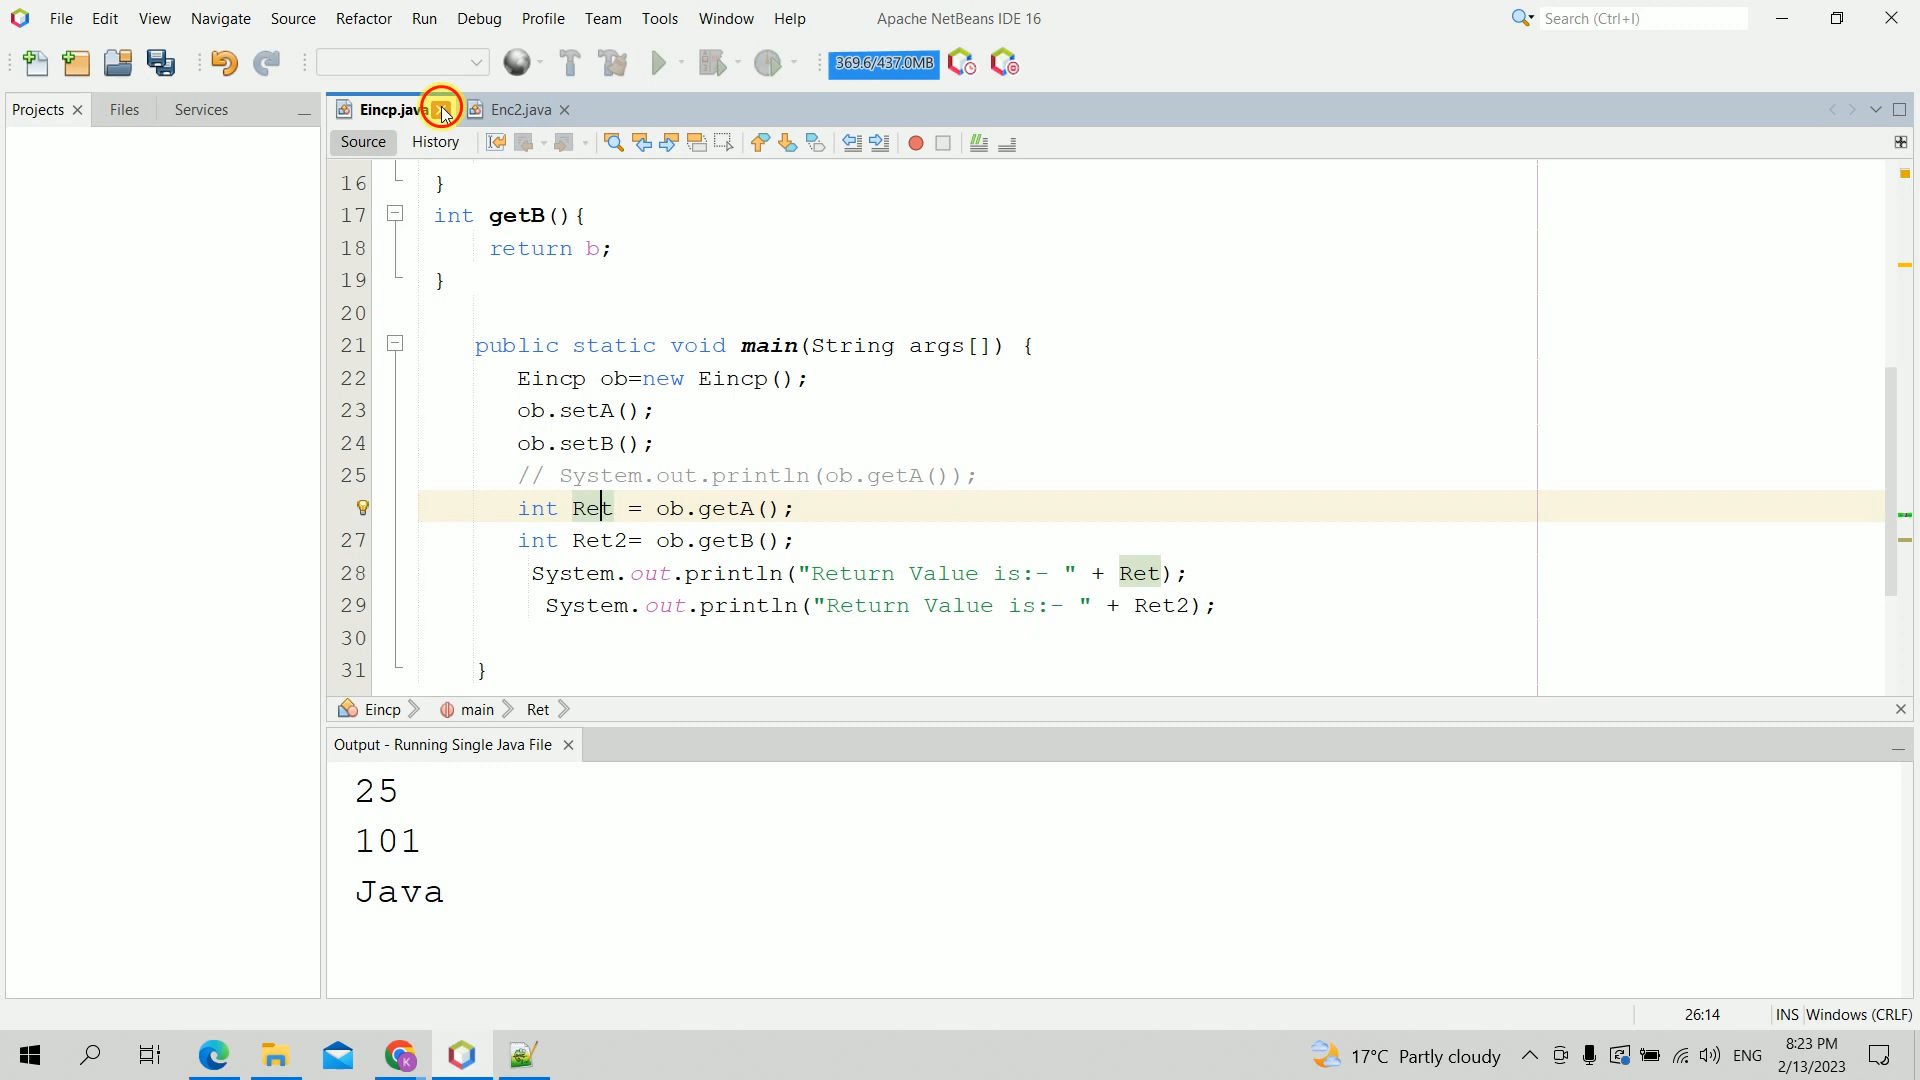 File Edit View Navigate Source Refactor Run Debug Profile Team Tools Window Help Apache NetBeans IDE 16 Search (Ctrl+I)
369.6/437.0MB
Projects Files Services Eincp.java Enc2.java
Source History
16 }
17 int getB(){
18 return b;
19 }
20
21 public static void main(String args[]) {
22 Eincp ob=new Eincp();
23 ob.setA();
24 ob.setB();
25 // System.out.println(ob.getA());
int Ret = ob.getA();
27 int Ret2= ob.getB();
28 System.out.println("Return Value is:- " + Ret);
29 System.out.println("Return Value is:- " + Ret2);
30
31 }
Eincp main Ret
Output - Running Single Java File
25
101
Java
26:14 INS Windows (CRLF)
K
17°C Partly cloudy ENG 8:23 PM
2/13/2023